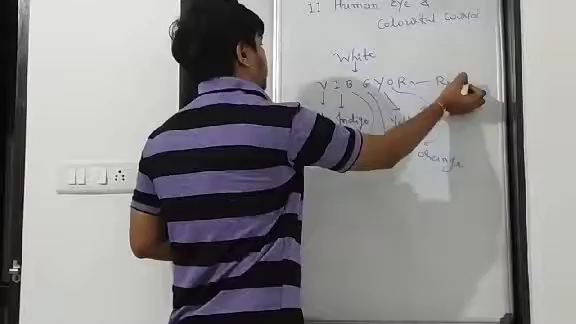 1: Human eye &
Colourful world
White
V I B G Y O R — R
Indigo
Orange